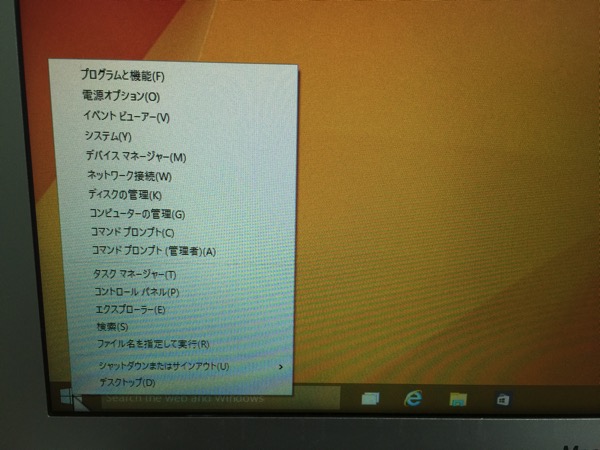 プログラムと機能(F)
電源オプション(O)
イベント ビューアー(V)
システム(Y)
デバイス マネージャー(M)
ネットワーク接続(W)
ディスクの管理(K)
コンピューターの管理(G)
コマンド プロンプト(C)
コマンド プロンプト (管理者)(A)
タスク マネージャー(T)
コントロール パネル(P)
エクスプローラー(E)
検索(S)
ファイル名を指定して実行(R)
シャットダウンまたはサインアウト(U)
デスクトップ(D)
Search the web and Windows